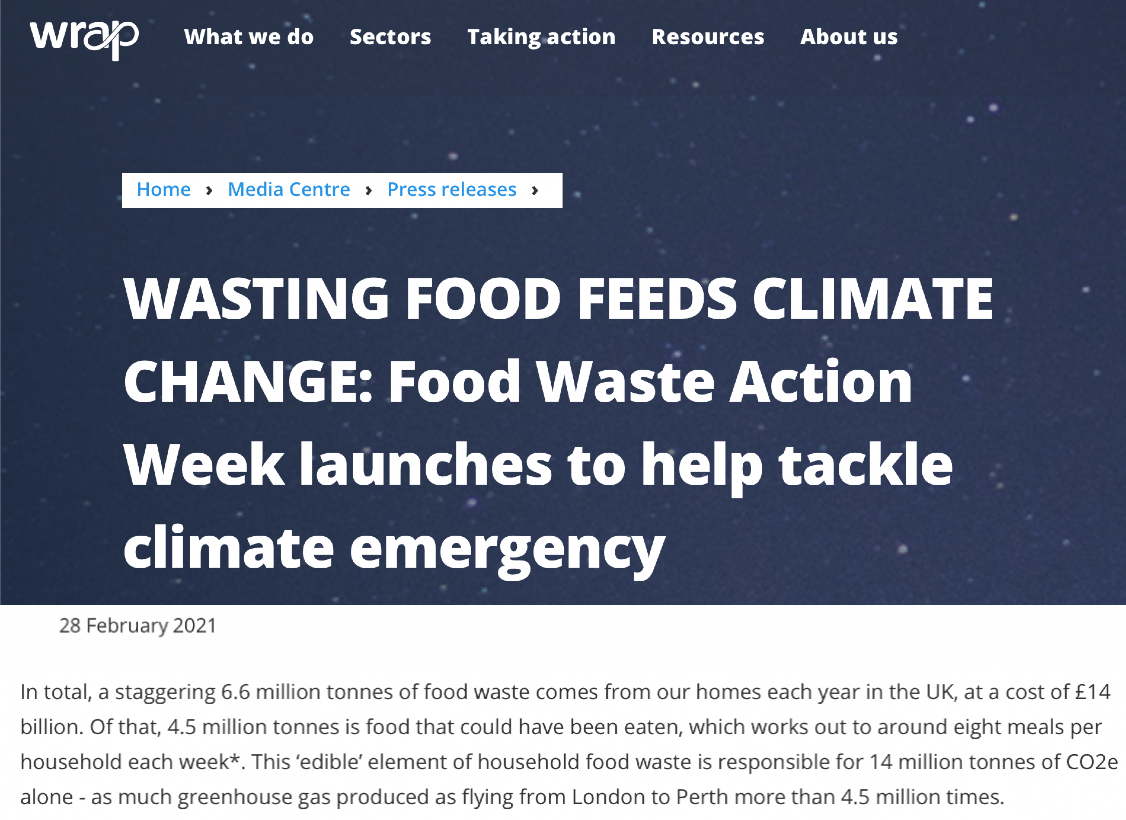 wrap What we do Sectors Taking action Resources About us
Home › Media Centre › Press releases ›
WASTING FOOD FEEDS CLIMATE
CHANGE: Food Waste Action
Week launches to help tackle
climate emergency
28 February 2021
In total, a staggering 6.6 million tonnes of food waste comes from our homes each year in the UK, at a cost of £14
billion. Of that, 4.5 million tonnes is food that could have been eaten, which works out to around eight meals per
household each week*. This ‘edible’ element of household food waste is responsible for 14 million tonnes of CO2e
alone - as much greenhouse gas produced as flying from London to Perth more than 4.5 million times.